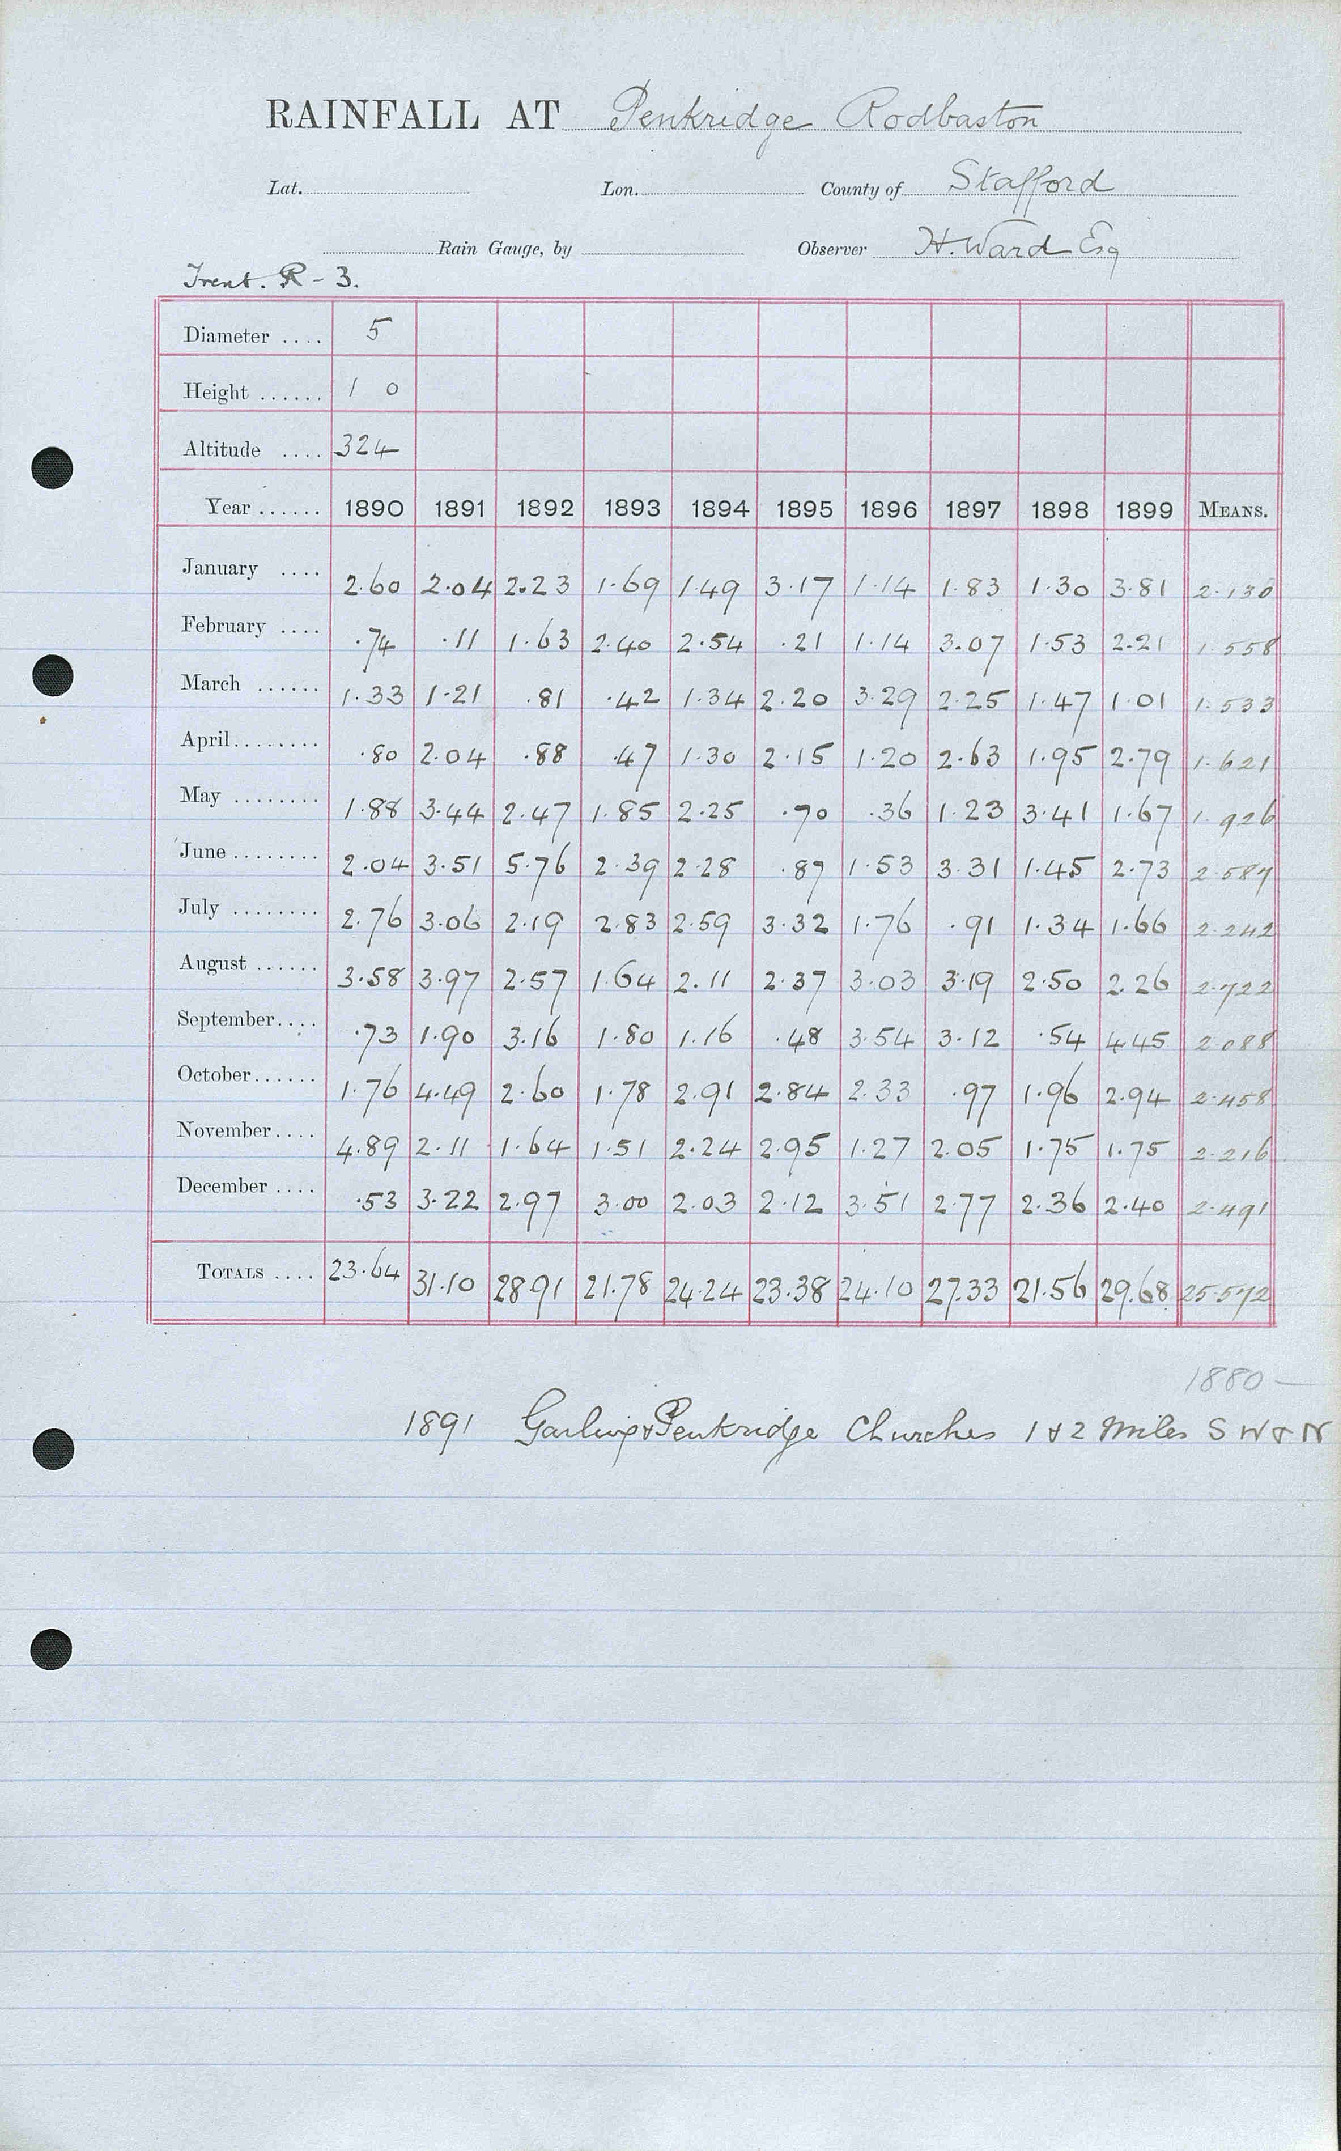 RAINFALL AT Penkridge Rodbaston
Lat. Lon. County of Stafford
Rain Gauge, by Observer H. Ward Esq
Trent. R - 3.
Diameter .... 5
Height ...... 1 0
Altitude .... 324
Year ...... 1890 1891 1892 1893 1894 1895 1896 1897 1898 1899 MEANS.
January .... 2.60 2.04 2.23 1.69 1.49 3.17 1.14 1.83 1.30 3.81 2.130
February .... .74 .11 1.63 2.40 2.54 .21 1.14 3.07 1.53 2.21 1.558
March ...... 1.33 1.21 .81 .42 1.34 2.20 3.29 2.25 1.47 1.01 1.533
April ........ .80 2.04 .88 .47 1.30 2.15 1.20 2.63 1.95 2.79 1.621
May ........ 1.88 3.44 2.47 1.85 2.25 .70 .36 1.23 3.41 1.67 1.926
June ........ 2.04 3.51 5.76 2.39 2.28 .87 1.53 3.31 1.45 2.73 2.587
July ........ 2.76 3.06 2.19 2.83 2.59 3.32 1.76 .91 1.34 1.66 2.242
August ...... 3.58 3.97 2.57 1.64 2.11 2.37 3.03 3.19 2.50 2.26 2.722
September .... .73 1.90 3.16 1.80 1.16 .48 3.54 3.12 .54 4.45 2.088
October ...... 1.76 4.49 2.60 1.78 2.91 2.84 2.33 .97 1.96 2.94 2.458
November .... 4.89 2.11 1.64 1.51 2.24 2.95 1.27 2.05 1.75 1.75 2.216
December .... .53 3.22 2.97 3.00 2.03 2.12 3.51 2.77 2.36 2.40 2.491
TOTALS .... 23.64 31.10 28.91 21.78 24.24 23.38 24.10 27.33 21.56 29.68 25.572
1880 —
1891 & Penkridge Churches 1 & 2 Miles S W & N